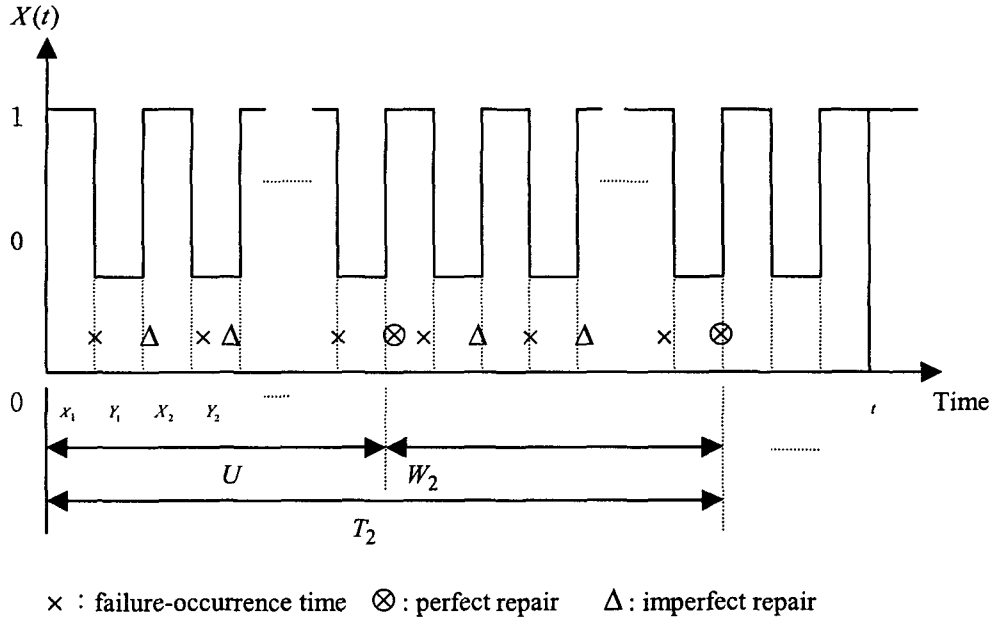 X(t)
1
0
0
X₁ Y₁ X₂ Y₂
t
Time
U
W₂
T₂
× : failure-occurrence time ⊗ : perfect repair Δ : imperfect repair